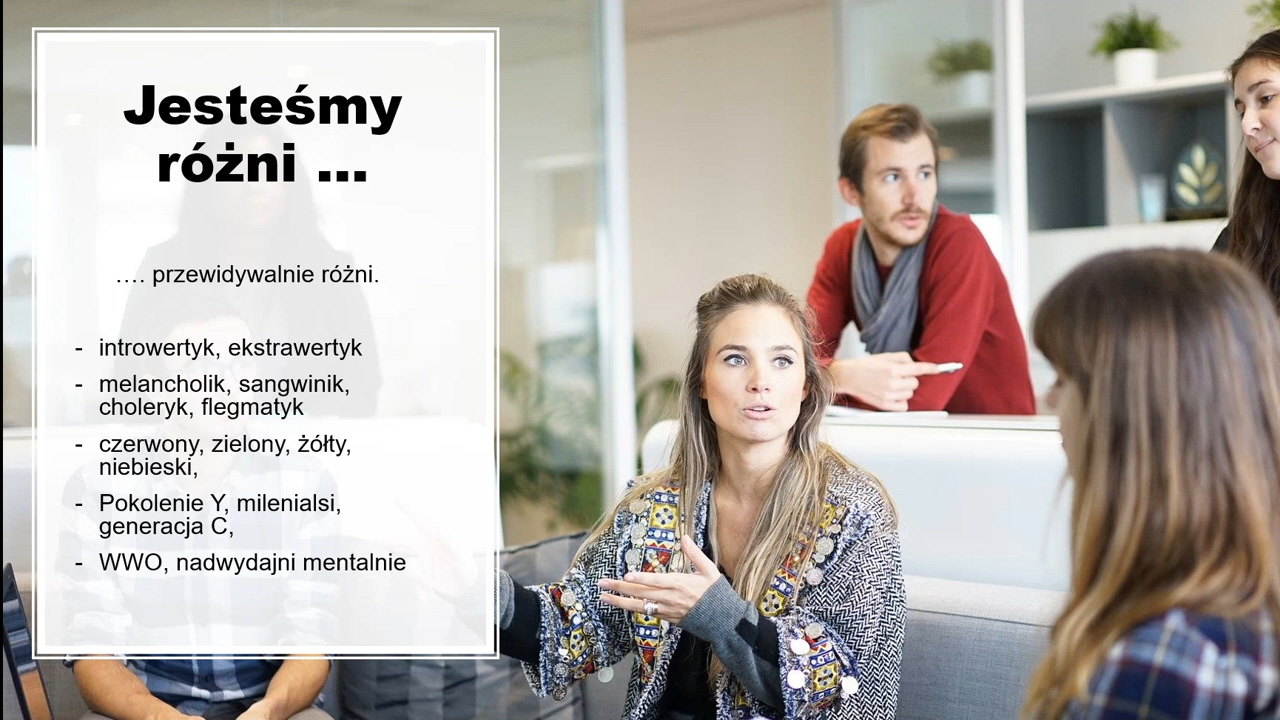 Jesteśmy
różni ...
.... przewidywalnie różni.
- introwertyk, ekstrawertyk
- melancholik, sangwinik,
choleryk, flegmatyk
- czerwony, zielony, żółty,
niebieski,
- Pokolenie Y, milenialsi,
generacja C,
- WWO, nadwydajni mentalnie